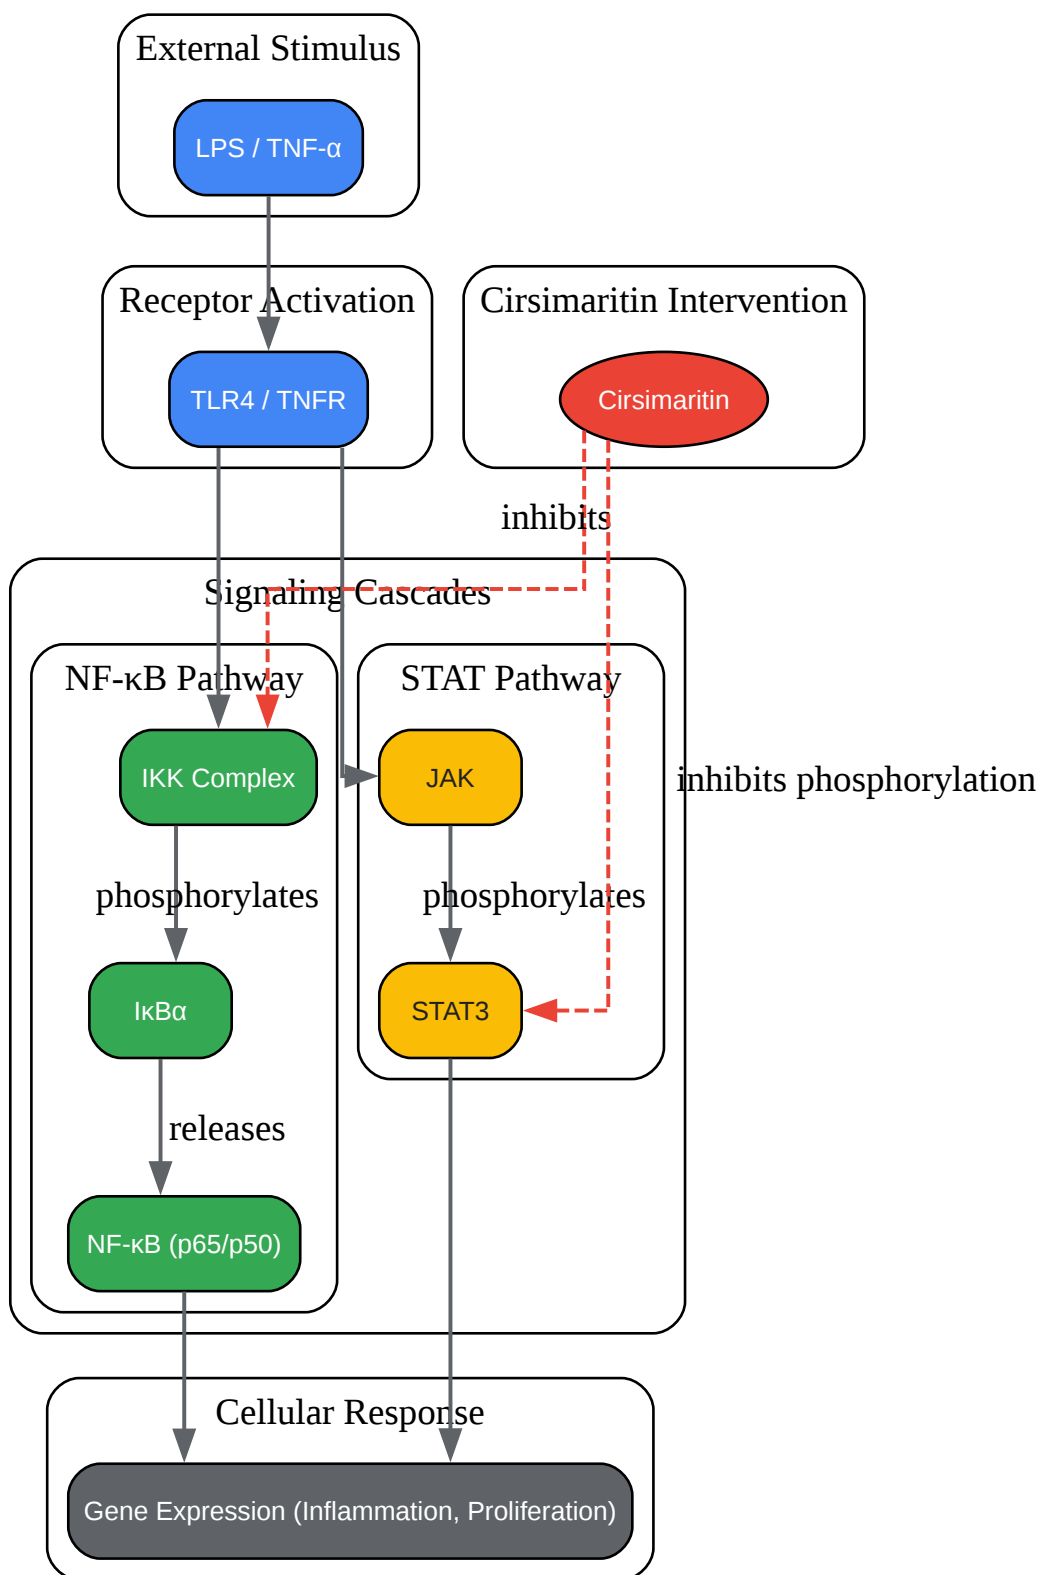 External Stimulus
LPS / TNF-α
Receptor Activation
TLR4 / TNFR
Cirsimaritin Intervention
Cirsimaritin
inhibits
Signaling Cascades
NF-κB Pathway
STAT Pathway
IKK Complex
JAK
inhibits phosphorylation
phosphorylates
phosphorylates
IκBα
STAT3
releases
NF-κB (p65/p50)
Cellular Response
Gene Expression (Inflammation, Proliferation)